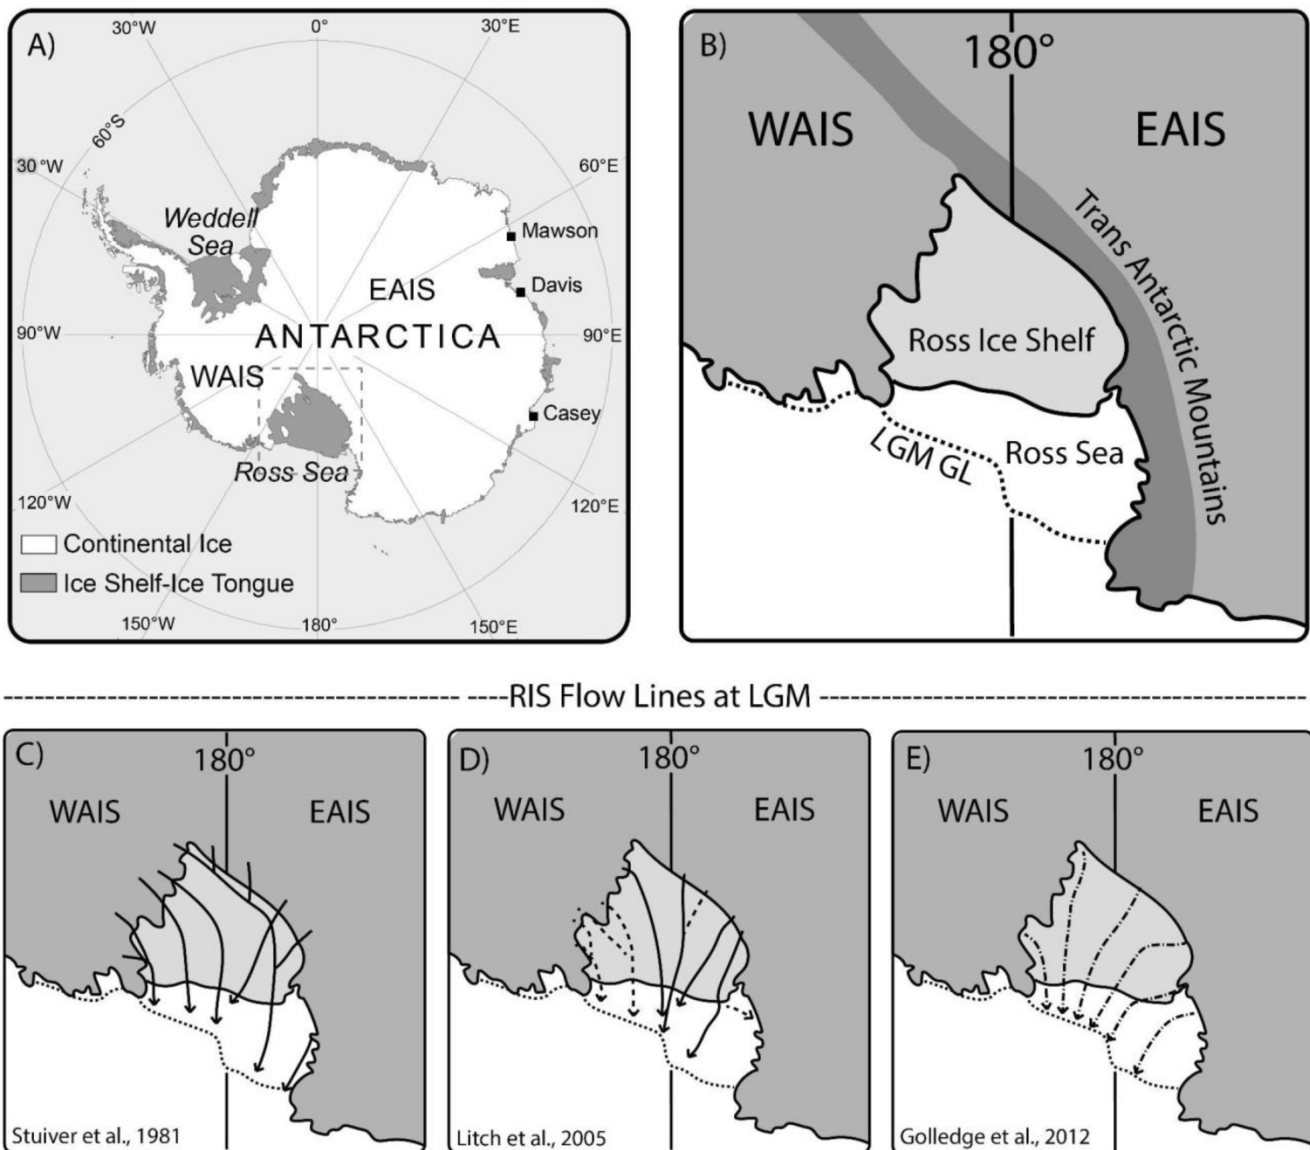 A)
30°W
0°
30°E
60°S
30°W
60°E
Weddell
Sea
Mawson
EAIS
Davis
90°W
ANTARCTICA
90°E
WAIS
Casey
Ross Sea
120°W
120°E
Continental Ice
Ice Shelf-Ice Tongue
150°W
180°
150°E
B)
180°
WAIS
EAIS
Trans Antarctic Mountains
Ross Ice Shelf
LGM GL
Ross Sea
RIS Flow Lines at LGM
C)
180°
WAIS
EAIS
Stuiver et al., 1981
D)
180°
WAIS
EAIS
Litch et al., 2005
E)
180°
WAIS
EAIS
Golledge et al., 2012